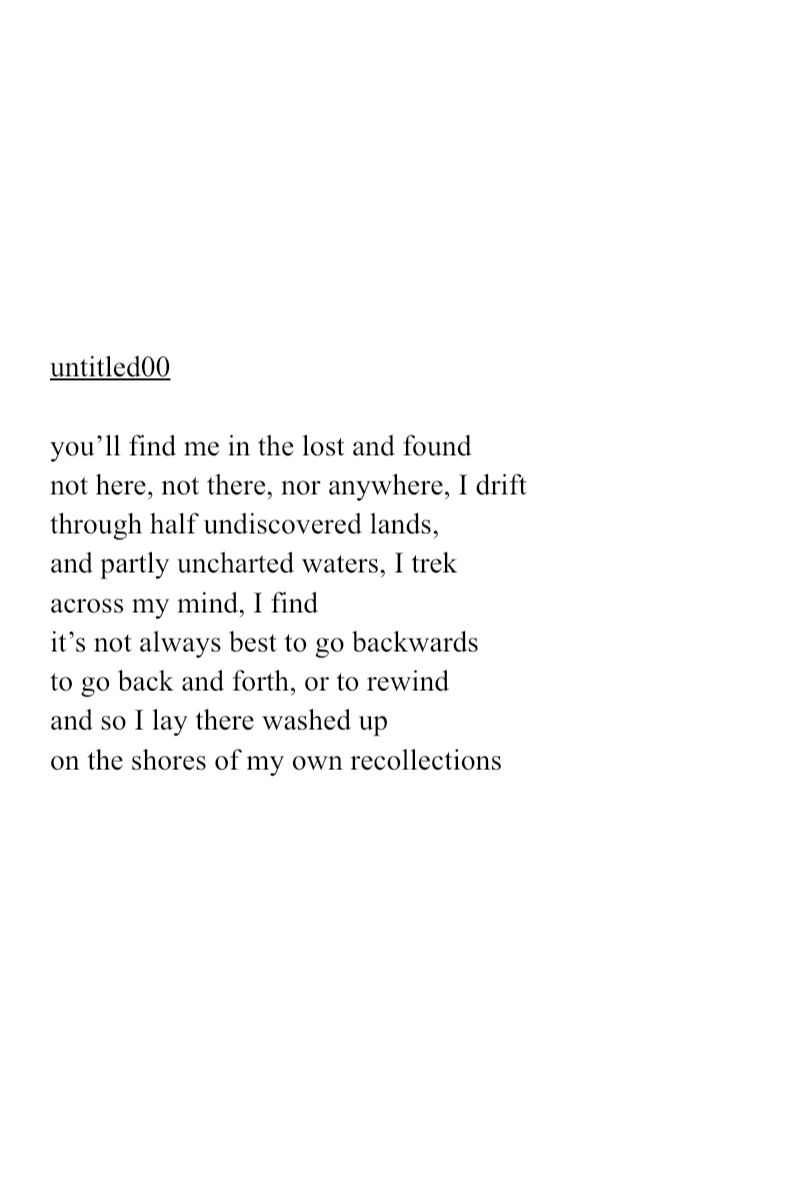 untitled00
you’ll find me in the lost and found
not here, not there, nor anywhere, I drift
through half undiscovered lands,
and partly uncharted waters, I trek
across my mind, I find
it’s not always best to go backwards
to go back and forth, or to rewind
and so I lay there washed up
on the shores of my own recollections